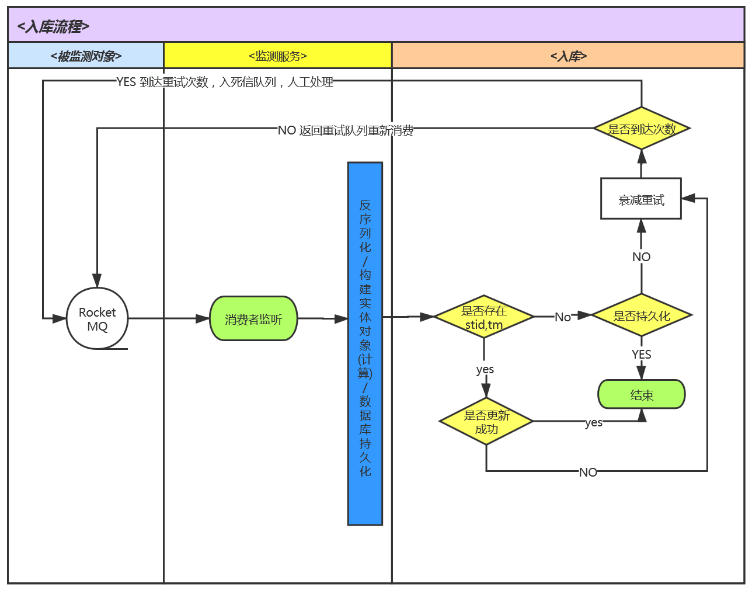 <入库流程>
<被监测对象>
<监测服务>
<入库>
YES 到达重试次数，入死信队列，人工处理
NO 返回重试队列重新消费
是否到达次数
衰减重试
NO
Rocket
MQ
消费者监听
反
序
列
化
/
构
建
实
体
对
象
(计
算)
/
数
据
库
持
久
化
是否存在
stid,tm
No
是否持久化
YES
yes
结束
是否更新
成功
yes
NO